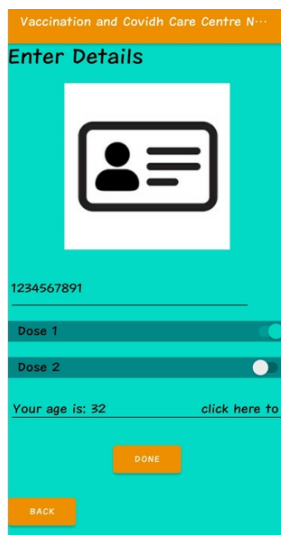 Vaccination and Covidh Care Centre N...
Enter Details
1234567891
Dose 1
Dose 2
Your age is: 32 click here to
DONE
BACK